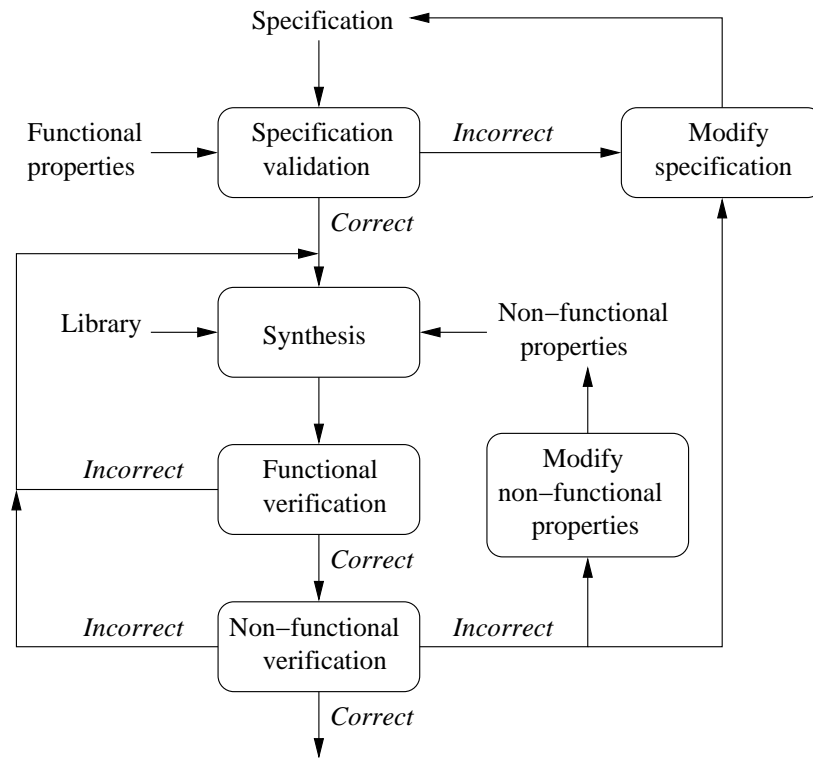 Specification
Functional
properties
Specification
validation
Incorrect
Modify
specification
Correct
Library
Synthesis
Non−functional
properties
Incorrect
Functional
verification
Modify
non−functional
properties
Correct
Incorrect
Non−functional
verification
Incorrect
Correct